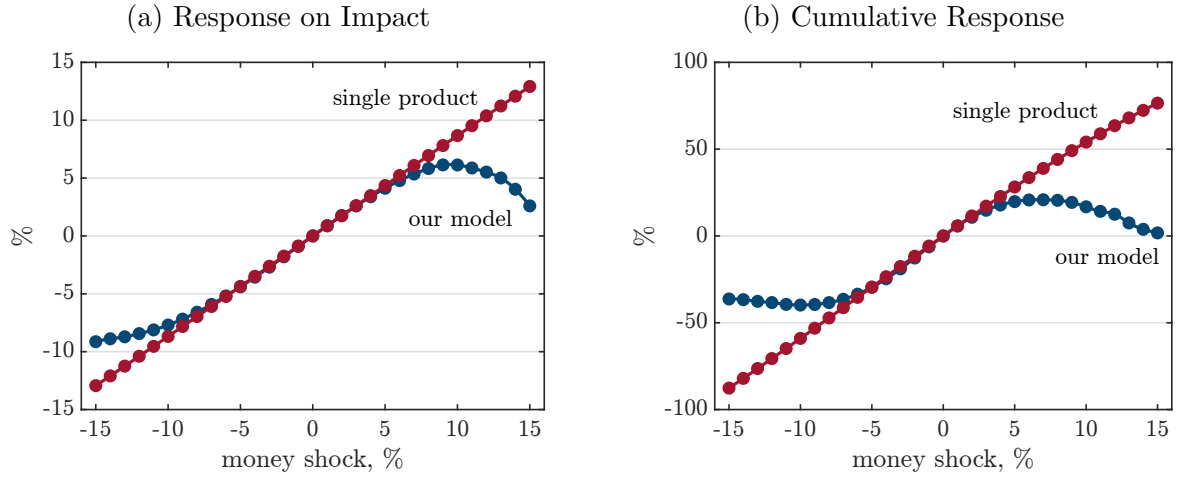 (a) Response on Impact
15
10
5
0
-5
-10
-15
%
single product
our model
-15 -10 -5 0 5 10 15
money shock, %
(b) Cumulative Response
100
50
0
-50
-100
%
single product
our model
-15 -10 -5 0 5 10 15
money shock, %